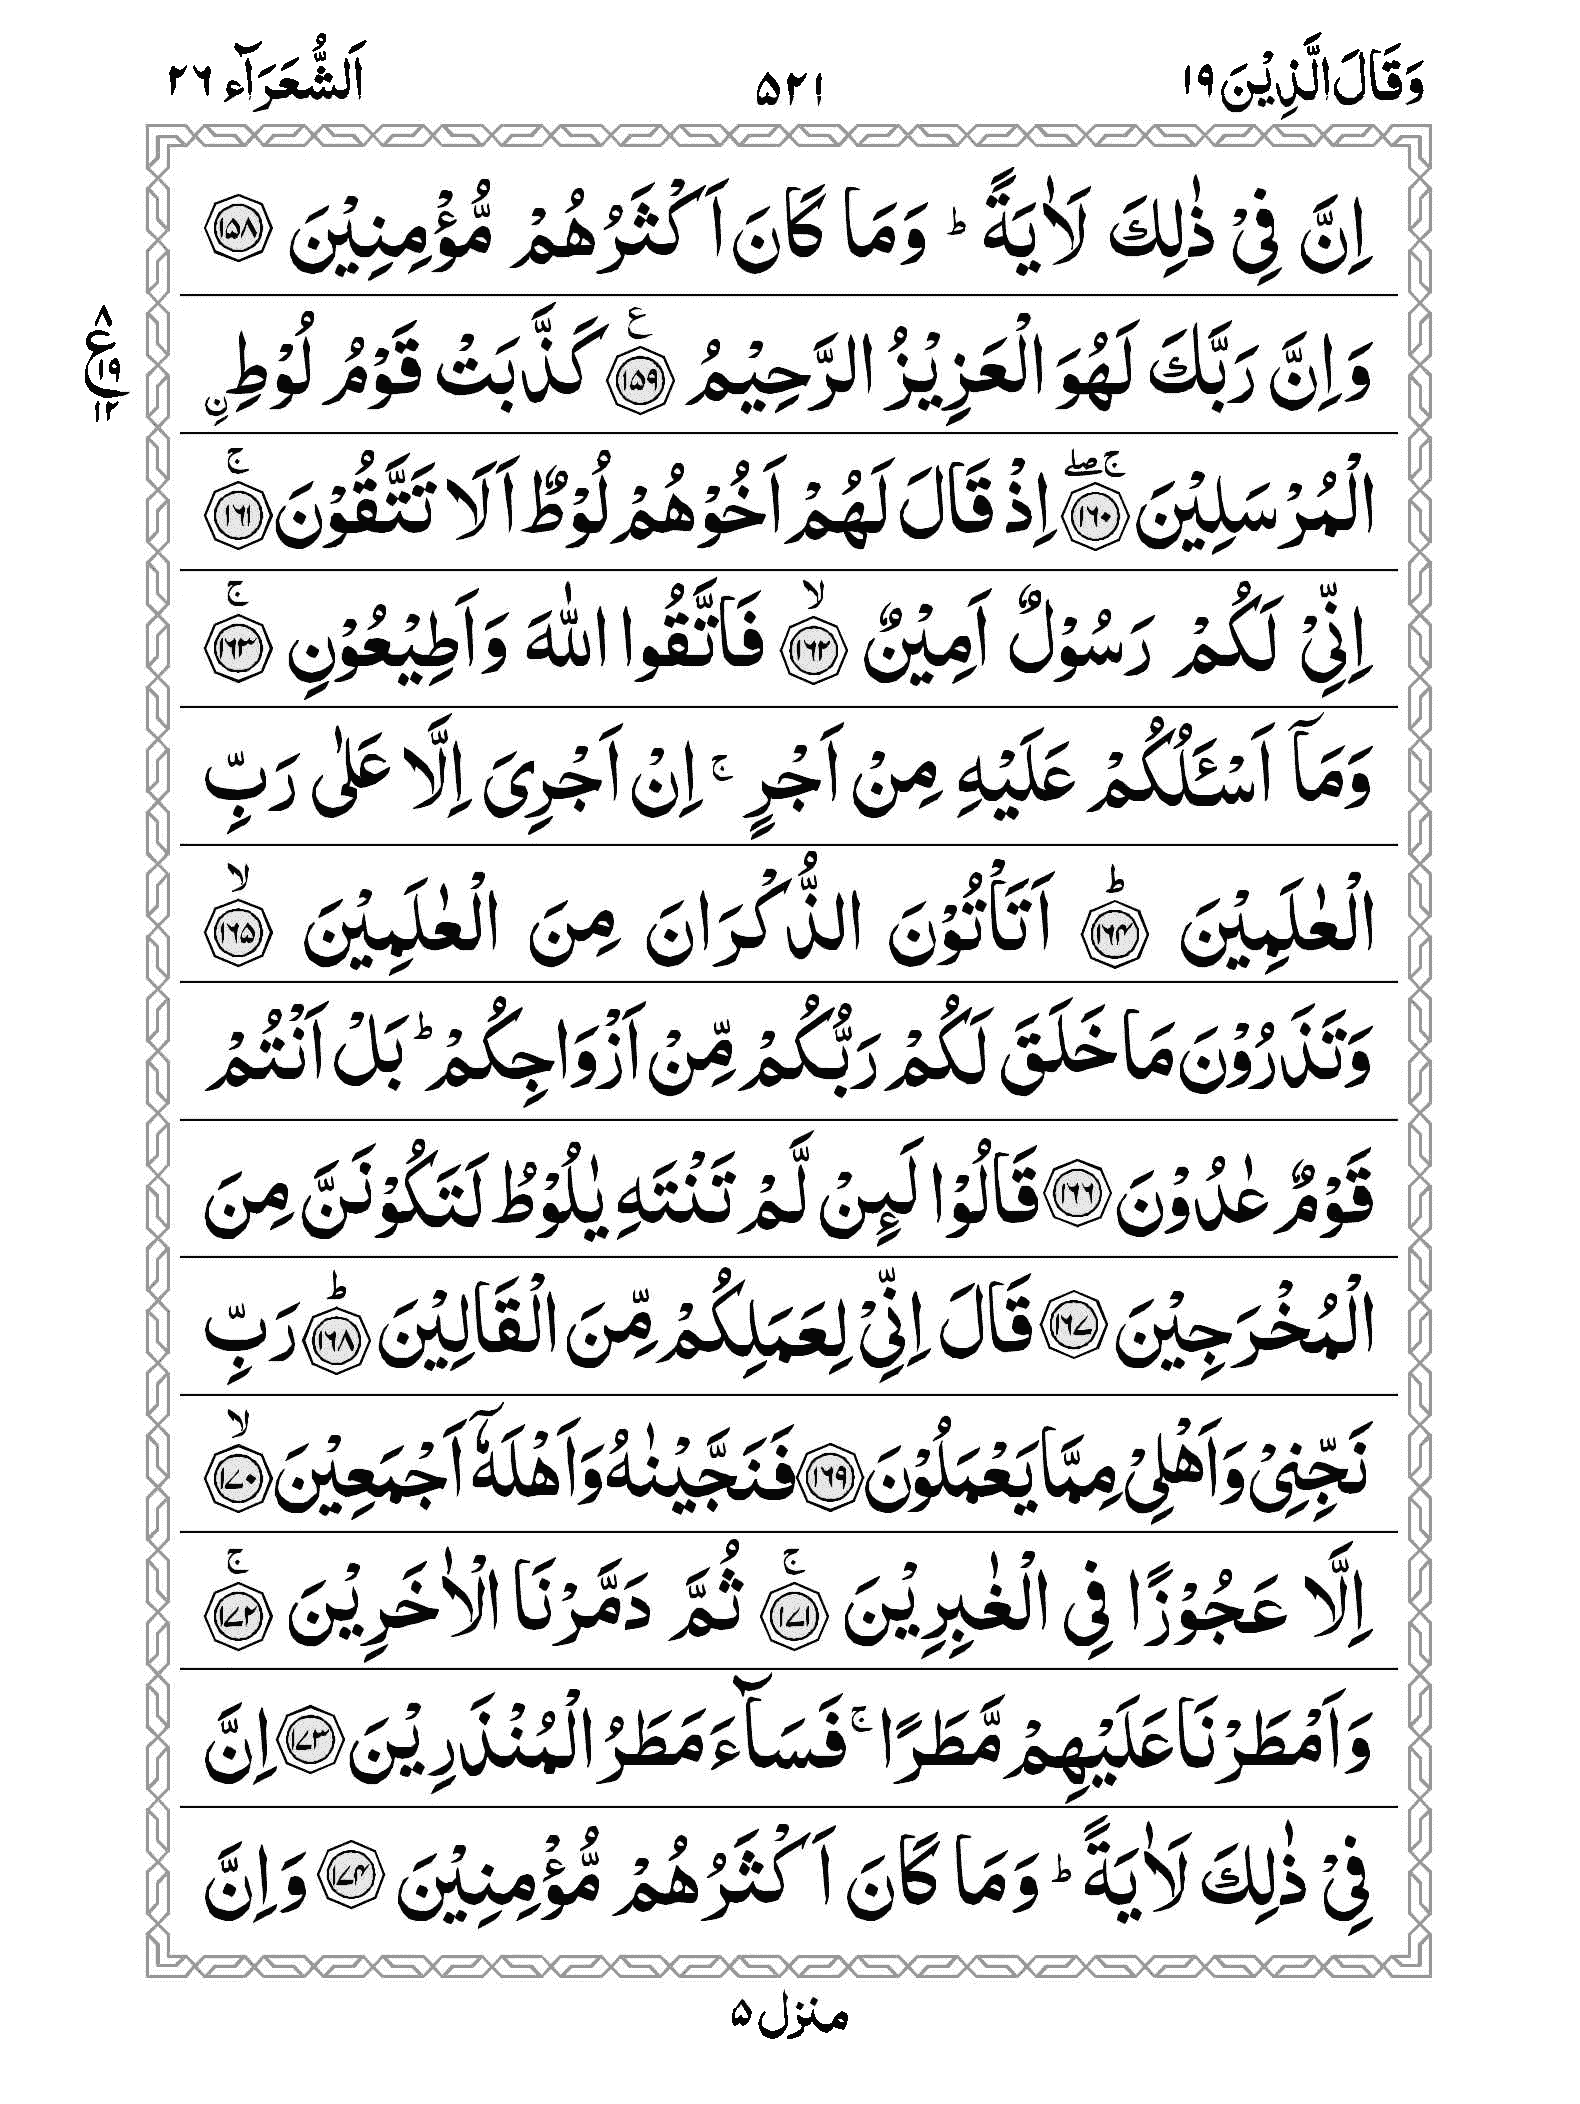 وَقَالَ الَّذِيْنَ ١٩ ٥٢١ اَلشُّعَرَآء ٢٦
اِنَّ فِيْ ذٰلِكَ لَاٰيَةً ؕ وَمَا كَانَ اَكْثَرُهُمْ مُّؤْمِنِيْنَ ﴿۱۵۸﴾
وَاِنَّ رَبَّكَ لَهُوَ الْعَزِيْزُ الرَّحِيْمُ ﴿۱۵۹﴾ ع كَذَّبَتْ قَوْمُ لُوْطِ ۨ
۸ ع ۱۹ ۱۲
الْمُرْسَلِيْنَ ﴿۱۶۰﴾ ۚۖ اِذْ قَالَ لَهُمْ اَخُوْهُمْ لُوْطٌ اَلَا تَتَّقُوْنَ ﴿۱۶۱﴾ ۚ
اِنِّيْ لَكُمْ رَسُوْلٌ اَمِيْنٌ ﴿۱۶۲﴾ ۙ فَاتَّقُوا اللّٰهَ وَاَطِيْعُوْنِ ﴿۱۶۳﴾ ۚ
وَمَآ اَسْـَٔلُكُمْ عَلَيْهِ مِنْ اَجْرٍ ۚ اِنْ اَجْرِيَ اِلَّا عَلٰى رَبِّ
الْعٰلَمِيْنَ ﴿۱۶۴﴾ ؕ اَتَاْتُوْنَ الذُّكْرَانَ مِنَ الْعٰلَمِيْنَ ﴿۱۶۵﴾ ۙ
وَتَذَرُوْنَ مَا خَلَقَ لَكُمْ رَبُّكُمْ مِّنْ اَزْوَاجِكُمْ ؕ بَلْ اَنْتُمْ
قَوْمٌ عٰدُوْنَ ﴿۱۶۶﴾ قَالُوْا لَىِٕنْ لَّمْ تَنْتَهِ يٰلُوْطُ لَتَكُوْنَنَّ مِنَ
الْمُخْرَجِيْنَ ﴿۱۶۷﴾ قَالَ اِنِّيْ لِعَمَلِكُمْ مِّنَ الْقَالِيْنَ ﴿۱۶۸﴾ ؕ رَبِّ
نَجِّنِيْ وَاَهْلِيْ مِمَّا يَعْمَلُوْنَ ﴿۱۶۹﴾ فَنَجَّيْنٰهُ وَاَهْلَهٗٓ اَجْمَعِيْنَ ﴿۱۷۰﴾ ۙ
اِلَّا عَجُوْزًا فِي الْغٰبِرِيْنَ ﴿۱۷۱﴾ ۚ ثُمَّ دَمَّرْنَا الْاٰخَرِيْنَ ﴿۱۷۲﴾ ۚ
وَاَمْطَرْنَا عَلَيْهِمْ مَّطَرًا ۚ فَسَآءَ مَطَرُ الْمُنْذَرِيْنَ ﴿۱۷۳﴾ اِنَّ
فِيْ ذٰلِكَ لَاٰيَةً ؕ وَمَا كَانَ اَكْثَرُهُمْ مُّؤْمِنِيْنَ ﴿۱۷۴﴾ وَاِنَّ
منزل ۵